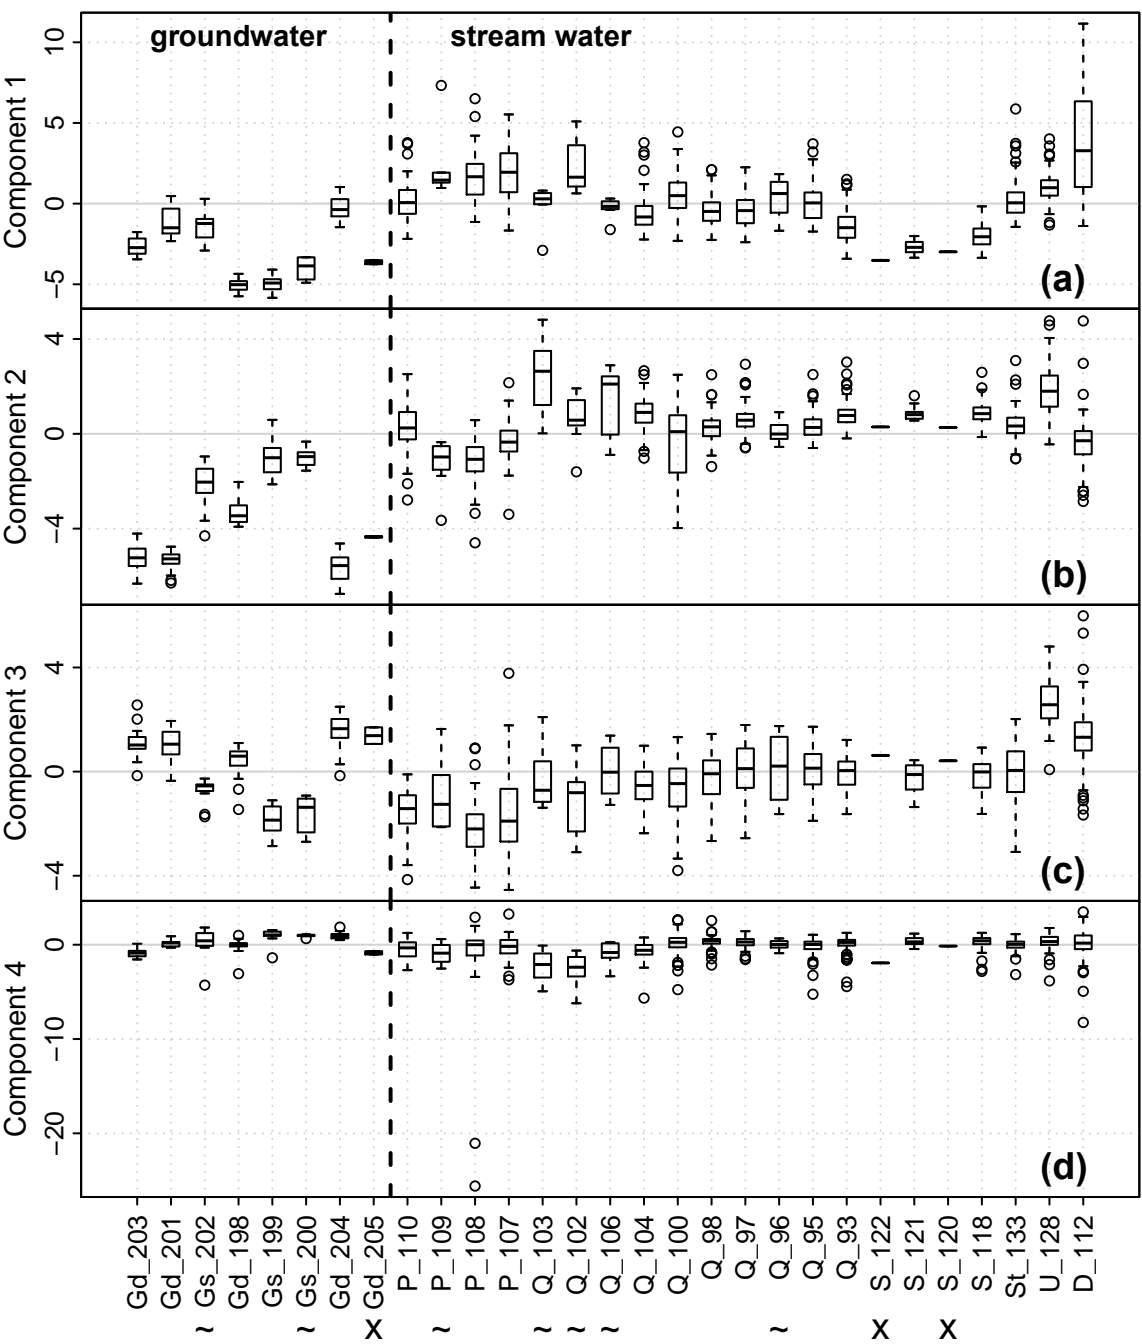 groundwater stream water
Component 1
10
5
0
−5
(a)
Component 2
4
0
−4
(b)
Component 3
4
0
−4
(c)
Component 4
0
−10
−20
(d)
Gd_203
Gd_201
Gs_202
Gd_198
Gs_199
Gs_200
Gd_204
Gd_205
P_110
P_109
P_108
P_107
Q_103
Q_102
Q_106
Q_104
Q_100
Q_98
Q_97
Q_96
Q_95
Q_93
S_122
S_121
S_120
S_118
St_133
U_128
D_112
~ ~ X ~ ~ ~ ~ ~ X X